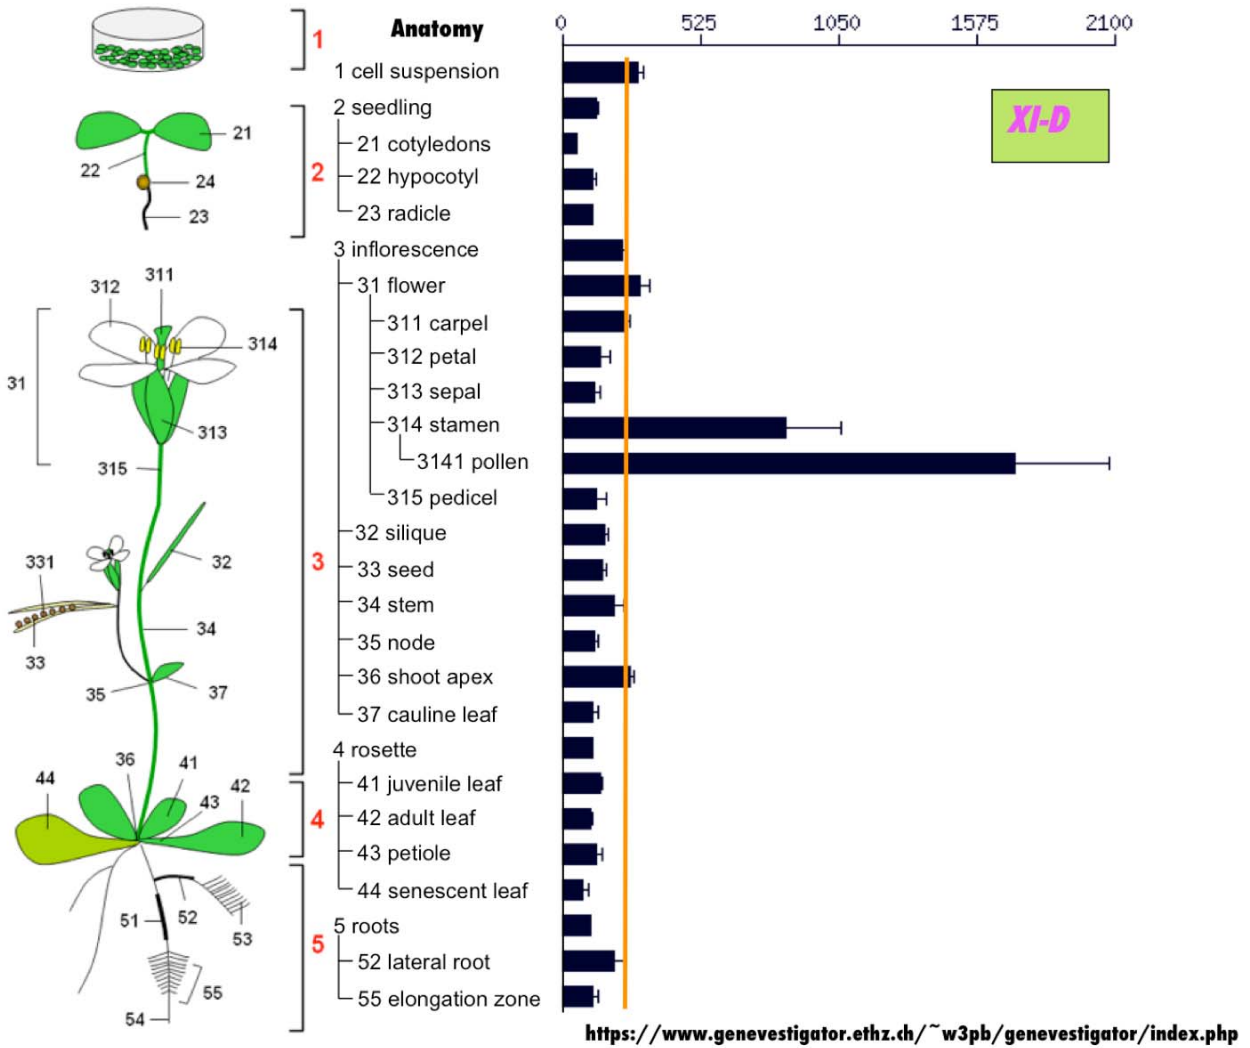 Anatomy
0 525 1050 1575 2100
XI-D
1 cell suspension
2 seedling
21 cotyledons
22 hypocotyl
23 radicle
3 inflorescence
31 flower
311 carpel
312 petal
313 sepal
314 stamen
3141 pollen
315 pedicel
32 silique
33 seed
34 stem
35 node
36 shoot apex
37 cauline leaf
4 rosette
41 juvenile leaf
42 adult leaf
43 petiole
44 senescent leaf
5 roots
52 lateral root
55 elongation zone
1
21
22
24
23
2
311
312
314
31
313
315
331
32
34
33
35
37
3
36
41
44
43
42
4
51
52
53
5
55
54
https://www.genevestigator.ethz.ch/~w3pb/genevestigator/index.php